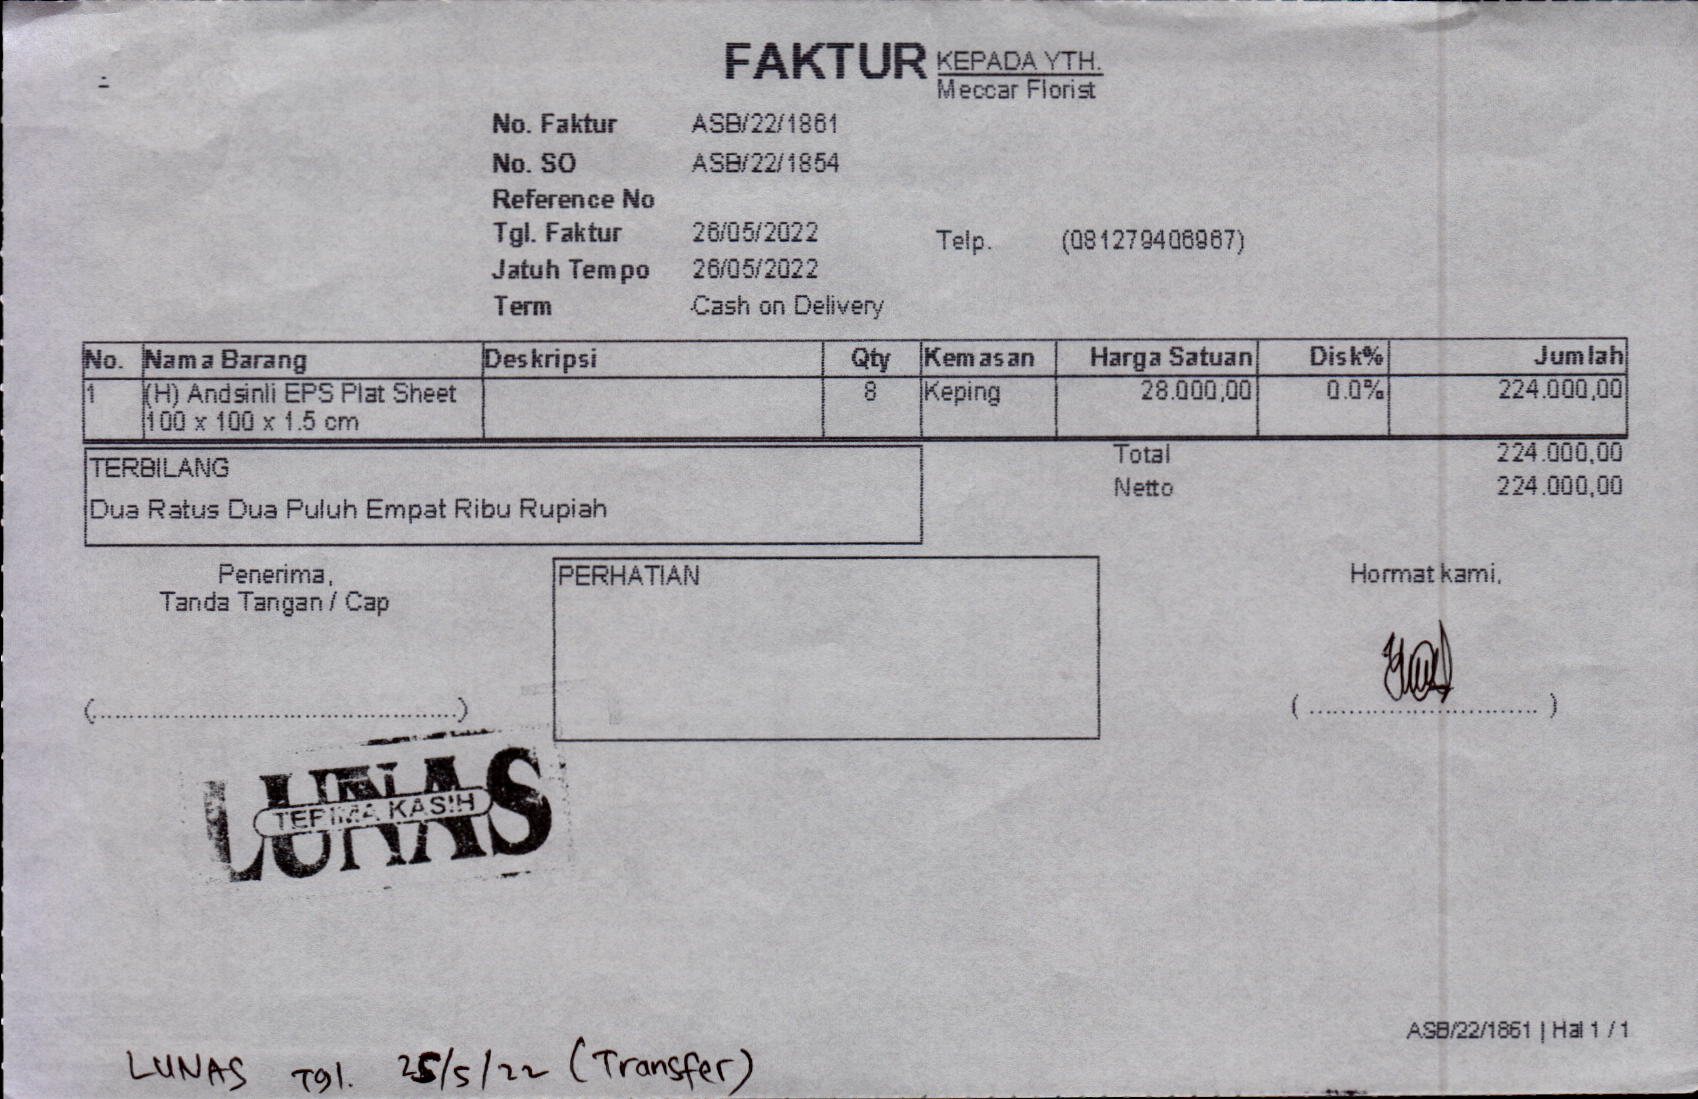 FAKTUR
KEPADA YTH.
Meccar Florist
No. Faktur ASB/22/1861
No. SO ASB/22/1854
Reference No
Tgl. Faktur 26/05/2022
Telp. (081279406967)
Jatuh Tempo 26/05/2022
Term Cash on Delivery
No. Nama Barang Deskripsi Qty Kemasan Harga Satuan Disk% Jumlah
1 (H) Andsinli EPS Plat Sheet 8 Keping 28.000,00 0.0% 224.000,00
100 x 100 x 1.5 cm
Total 224.000,00
Netto 224.000,00
TERBILANG
Dua Ratus Dua Puluh Empat Ribu Rupiah
Penerima,
Tanda Tangan / Cap
(................................................)
PERHATIAN
Hormat kami,
( ............................. )
LUNAS
TERIMA KASIH
ASB/22/1861 | Hal 1 / 1
LUNAS Tgl. 25/5/22 (Transfer)